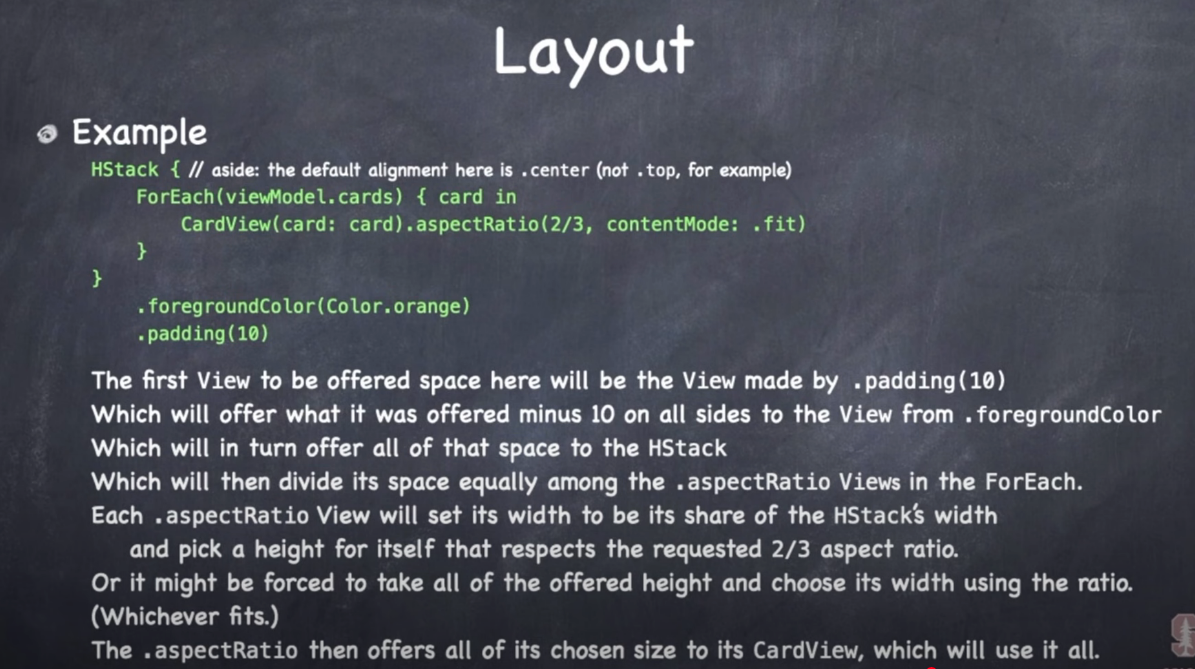 Layout
Example
HStack { // aside: the default alignment here is .center (not .top, for example)
ForEach(viewModel.cards) { card in
CardView(card: card).aspectRatio(2/3, contentMode: .fit)
}
}
.foregroundColor(Color.orange)
.padding(10)
The first View to be offered space here will be the View made by .padding(10)
Which will offer what it was offered minus 10 on all sides to the View from .foregroundColor
Which will in turn offer all of that space to the HStack
Which will then divide its space equally among the .aspectRatio Views in the ForEach.
Each .aspectRatio View will set its width to be its share of the HStack's width
and pick a height for itself that respects the requested 2/3 aspect ratio.
Or it might be forced to take all of the offered height and choose its width using the ratio.
(Whichever fits.)
The .aspectRatio then offers all of its chosen size to its CardView, which will use it all.